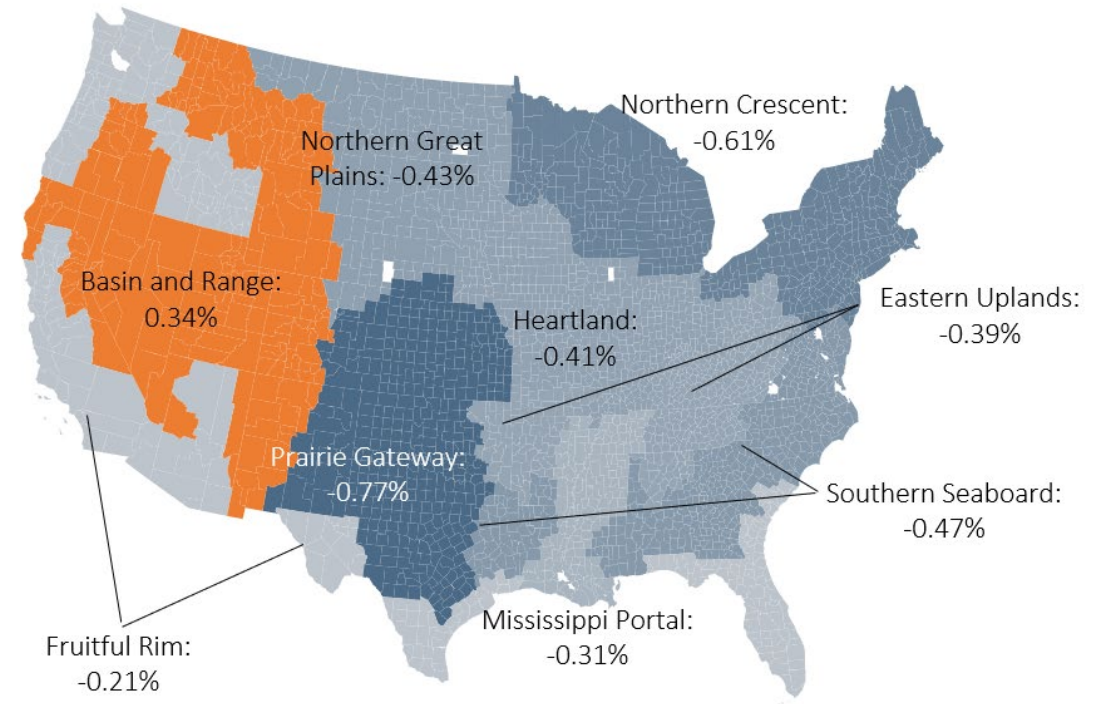 Northern Crescent:
-0.61%
Northern Great
Plains: -0.43%
Basin and Range:
0.34%
Heartland:
-0.41%
Eastern Uplands:
-0.39%
Prairie Gateway:
-0.77%
Southern Seaboard:
-0.47%
Mississippi Portal:
-0.31%
Fruitful Rim:
-0.21%